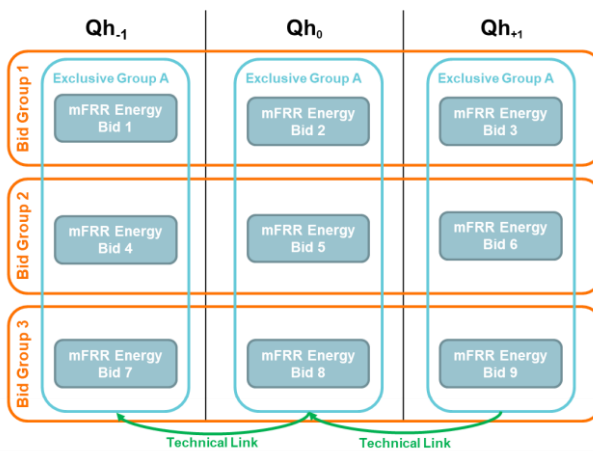 Qh-1
Qh0
Qh+1
Bid Group 1
Exclusive Group A
Exclusive Group A
Exclusive Group A
mFRR Energy
Bid 1
mFRR Energy
Bid 2
mFRR Energy
Bid 3
Bid Group 2
mFRR Energy
Bid 4
mFRR Energy
Bid 5
mFRR Energy
Bid 6
Bid Group 3
mFRR Energy
Bid 7
mFRR Energy
Bid 8
mFRR Energy
Bid 9
Technical Link
Technical Link